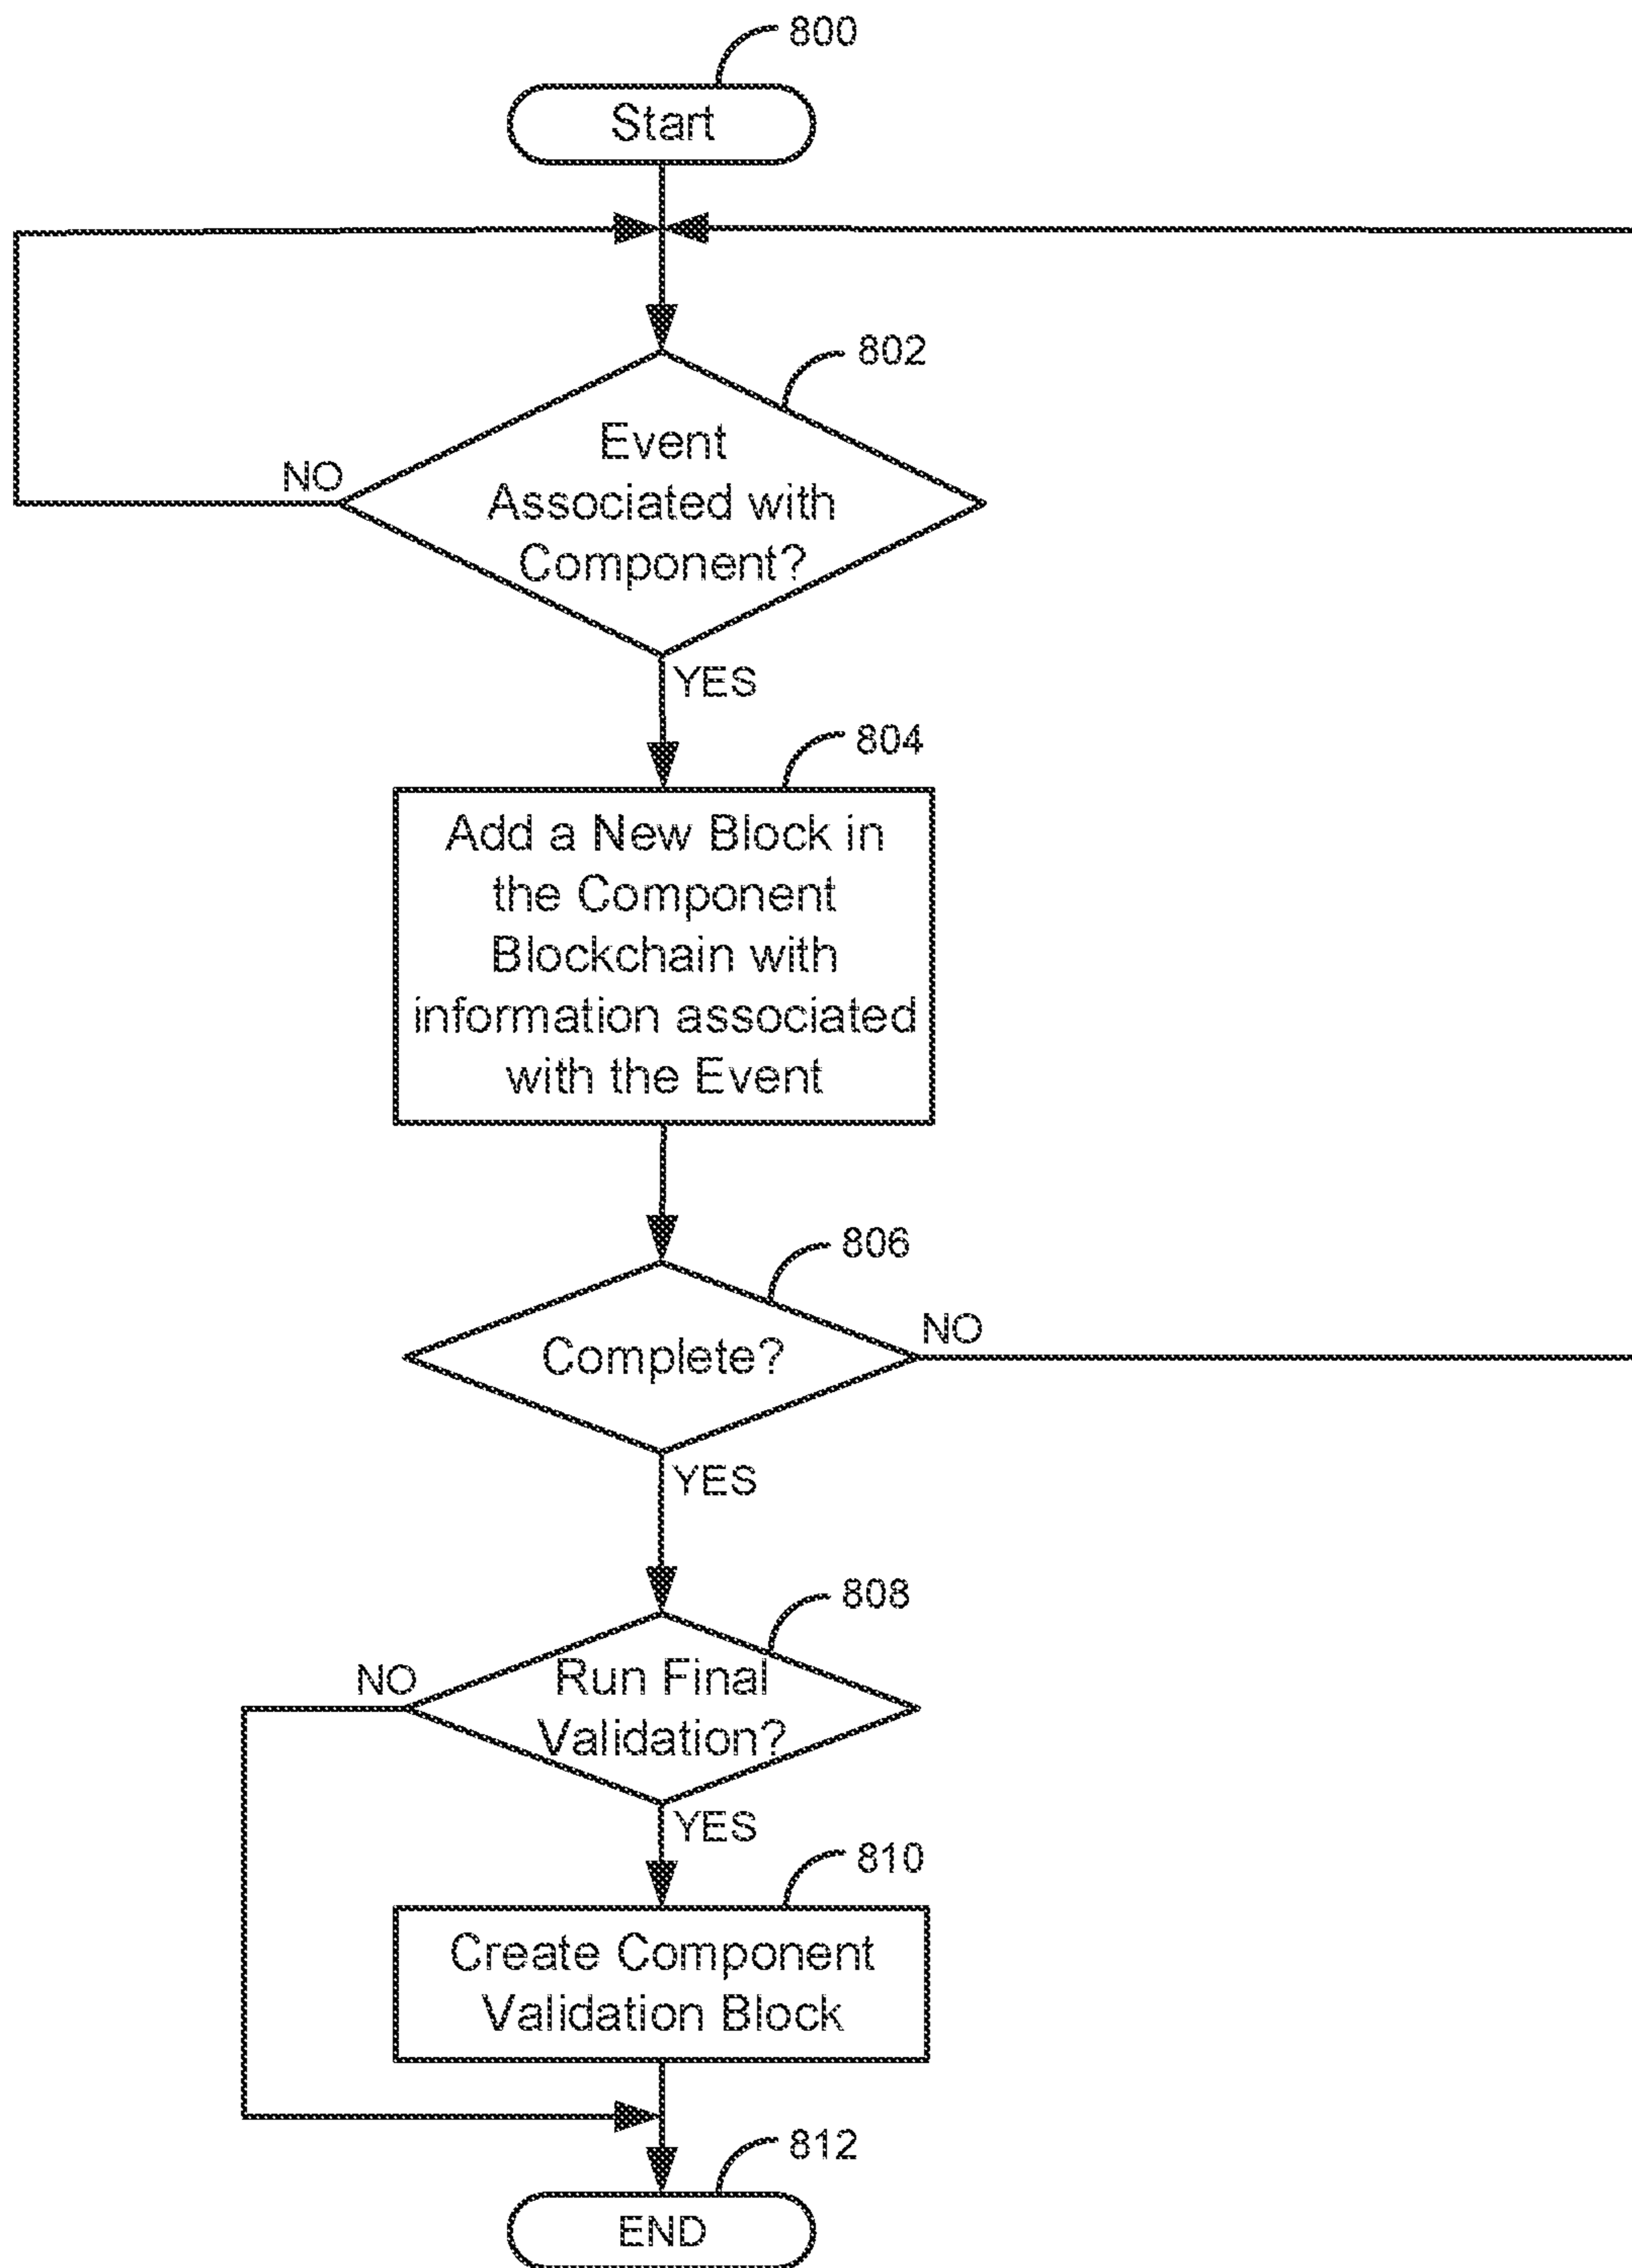 800
Start
802
Event
Associated with
Component?
NO
YES
804
Add a New Block in
the Component
Blockchain with
information associated
with the Event
806
Complete?
NO
YES
808
Run Final
Validation?
NO
YES
810
Create Component
Validation Block
812
END